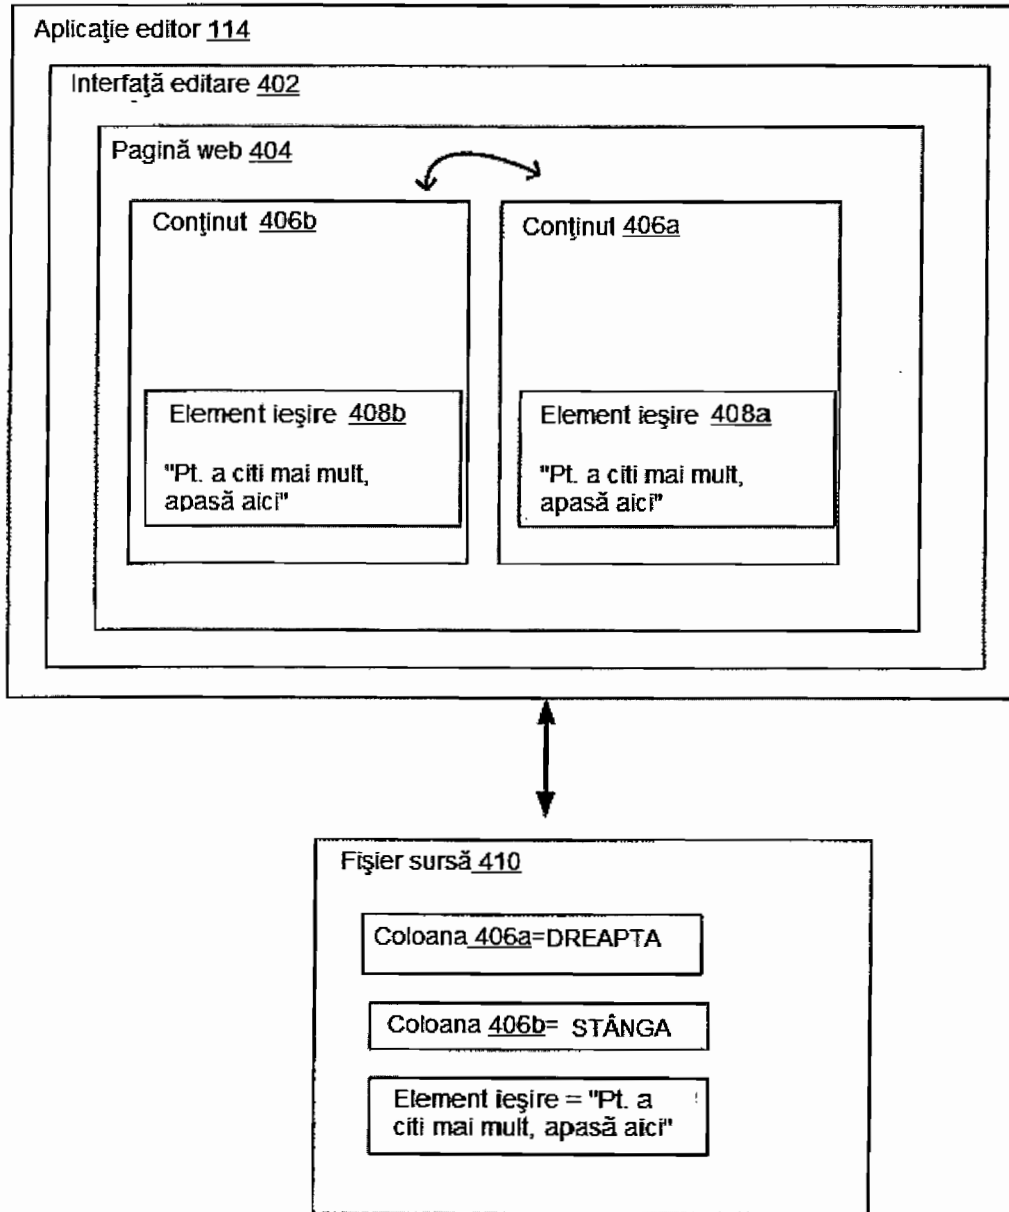 Aplicaţie editor 114
Interfaţă editare 402
Pagină web 404
Conţinut 406b
Conţinut 406a
Element ieşire 408b
"Pt. a citi mai mult,
apasă aici"
Element ieşire 408a
"Pt. a citi mai mult,
apasă aici"
Fişier sursă 410
Coloana 406a=DREAPTA
Coloana 406b= STÂNGA
Element ieşire = "Pt. a
citi mai mult, apasă aici"